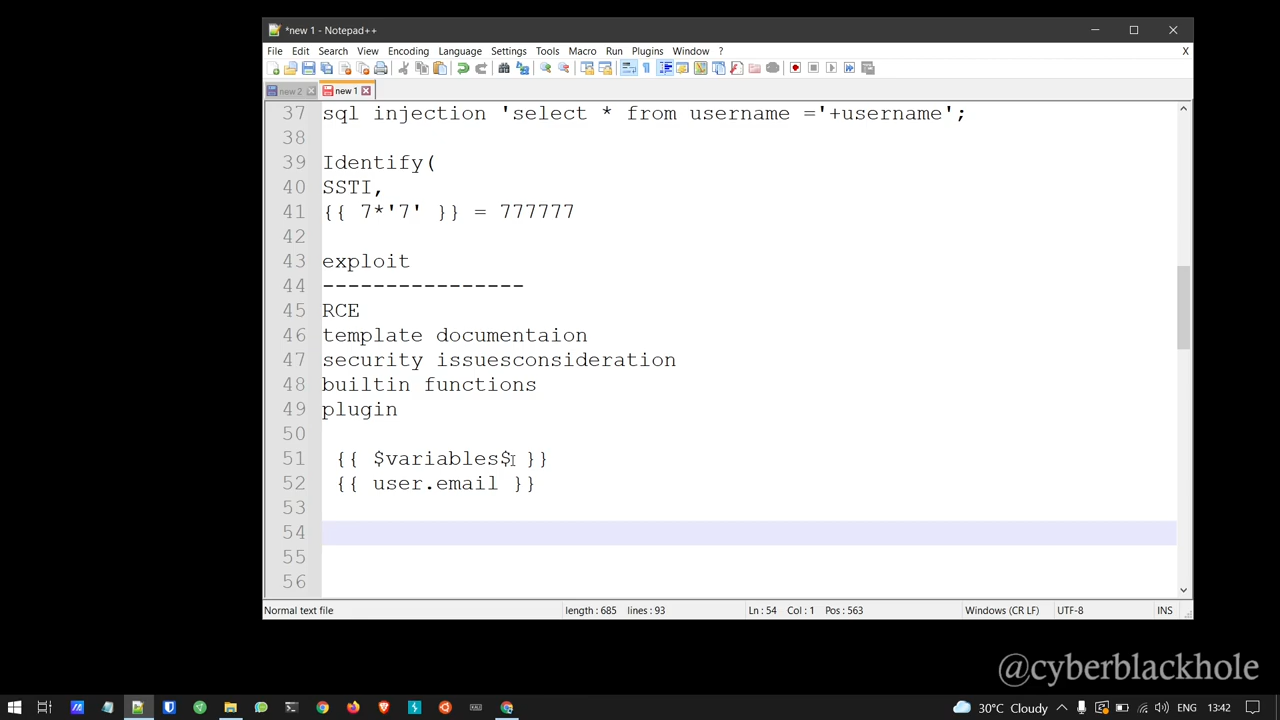 *new 1 - Notepad++
File Edit Search View Encoding Language Settings Tools Macro Run Plugins Window ? X
new 2 new 1
37 sql injection 'select * from username ='+username';
38
39 Identify(
40 SSTI,
41 {{ 7*'7' }} = 777777
42
43 exploit
44 ----------------
45 RCE
46 template documentaion
47 security issuesconsideration
48 builtin functions
49 plugin
50
51 {{ $variables$ }}
52 {{ user.email }}
53
54
55
56
Normal text file length : 685 lines : 93 Ln : 54 Col : 1 Pos : 563 Windows (CR LF) UTF-8 INS
@cyberblackhole
30°C Cloudy ENG 13:42